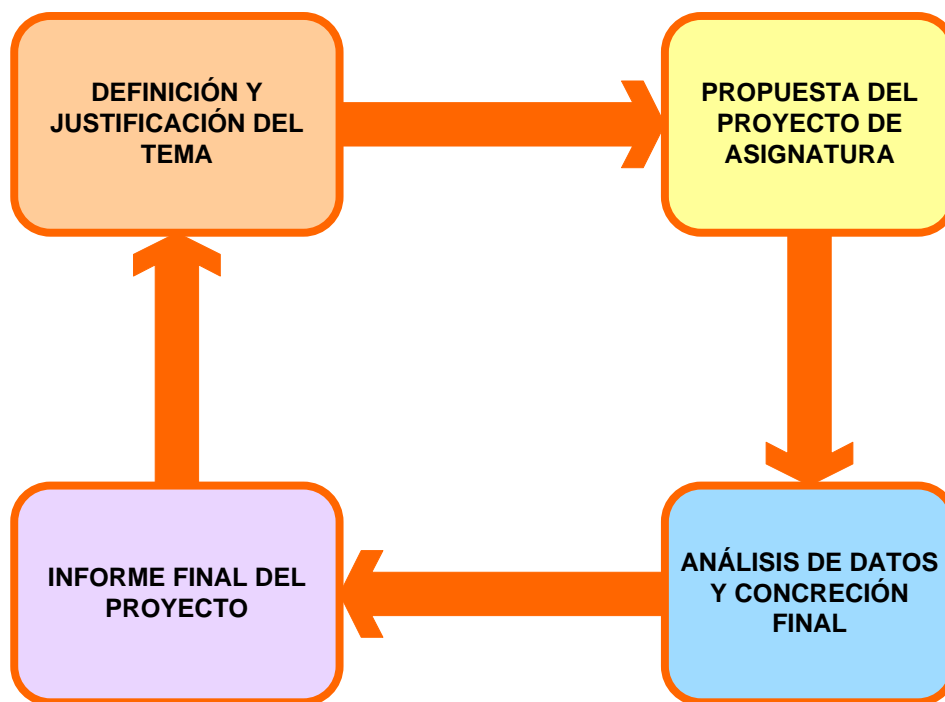 DEFINICIÓN Y
JUSTIFICACIÓN DEL
TEMA
PROPUESTA DEL
PROYECTO DE
ASIGNATURA
INFORME FINAL DEL
PROYECTO
ANÁLISIS DE DATOS
Y CONCRECIÓN
FINAL